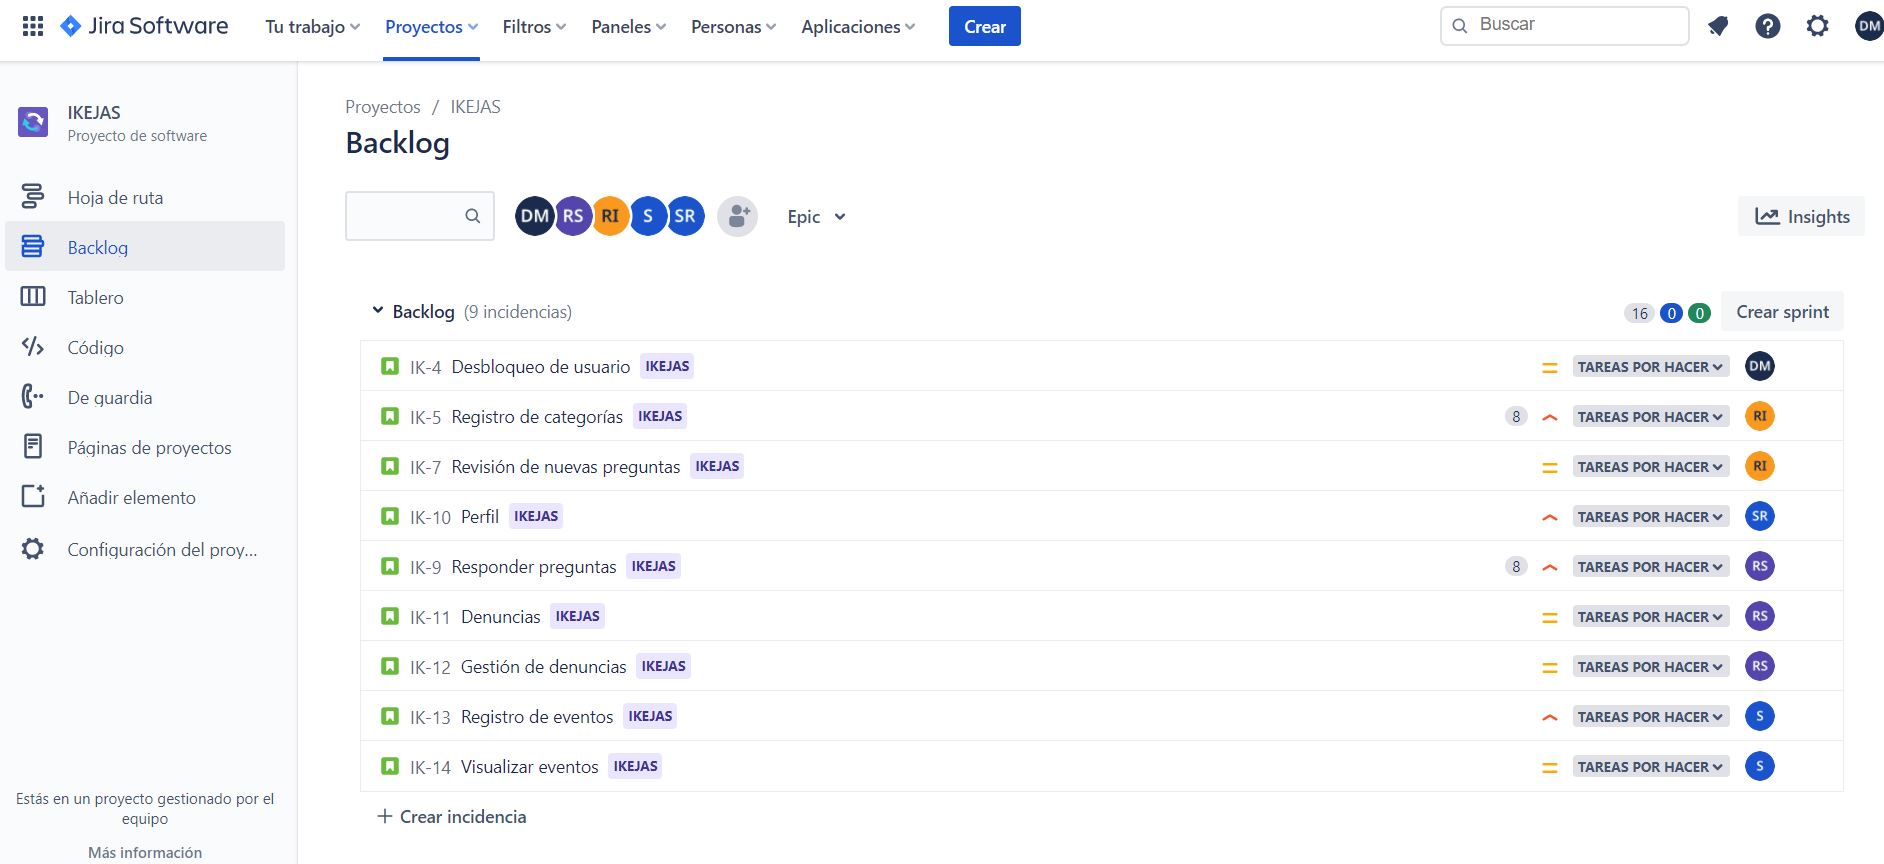 Jira Software Tu trabajo Proyectos Filtros Paneles Personas Aplicaciones Crear Buscar DM
IKEJAS
Proyecto de software
Hoja de ruta
Backlog
Tablero
Código
De guardia
Páginas de proyectos
Añadir elemento
Configuración del proy...
Estás en un proyecto gestionado por el
equipo
Más información
Proyectos / IKEJAS
Backlog
DM RS RI S SR Epic Insights
Backlog (9 incidencias) 16 0 0 Crear sprint
IK-4 Desbloqueo de usuario IKEJAS TAREAS POR HACER DM
IK-5 Registro de categorías IKEJAS 8 TAREAS POR HACER RI
IK-7 Revisión de nuevas preguntas IKEJAS TAREAS POR HACER RI
IK-10 Perfil IKEJAS TAREAS POR HACER SR
IK-9 Responder preguntas IKEJAS 8 TAREAS POR HACER RS
IK-11 Denuncias IKEJAS TAREAS POR HACER RS
IK-12 Gestión de denuncias IKEJAS TAREAS POR HACER RS
IK-13 Registro de eventos IKEJAS TAREAS POR HACER S
IK-14 Visualizar eventos IKEJAS TAREAS POR HACER S
+ Crear incidencia